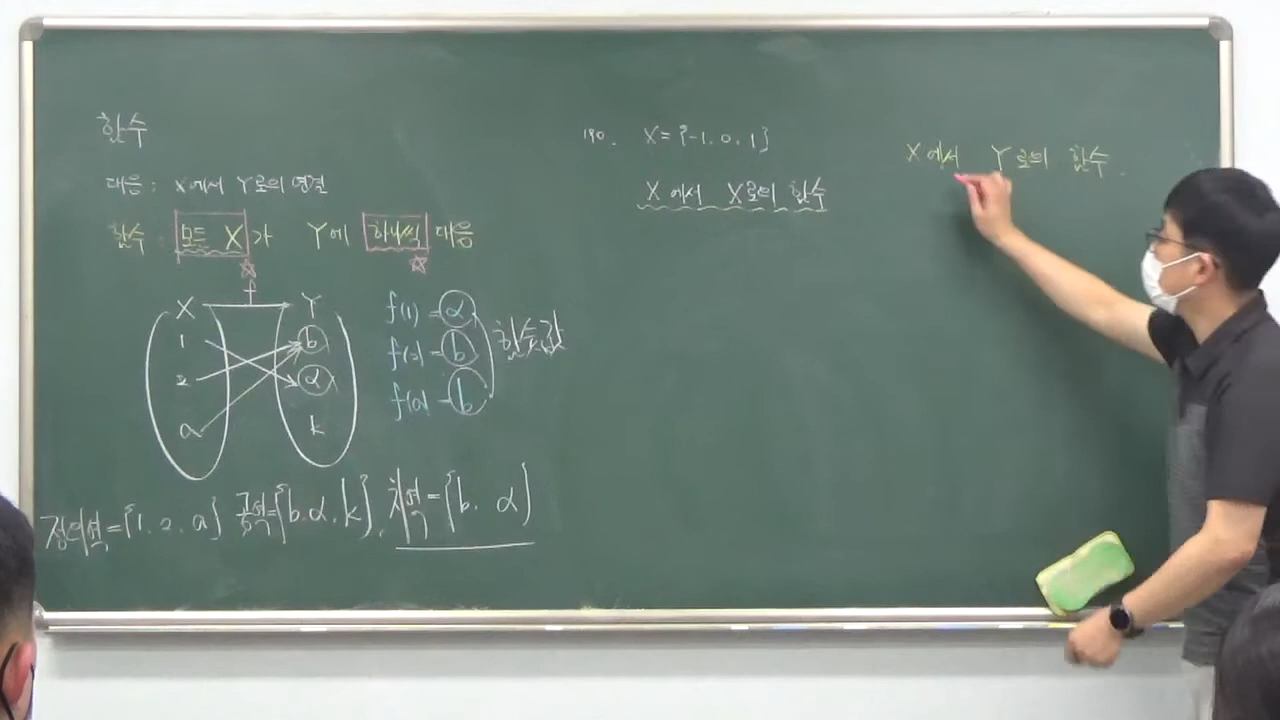 함수
대응 : X에서 Y로의 연결
함수 : 모든 X가 Y에 하나씩 대응
f
X Y
1 b
2 α
a k
f(1) = α
f(2) = b
f(a) = b
함숫값
정의역 = {1. 2. a} 공역 = {b. α. k}. 치역 = {b. α}
190. X = {-1. 0. 1}
X에서 X로의 함수
X에서 Y로의 함수.